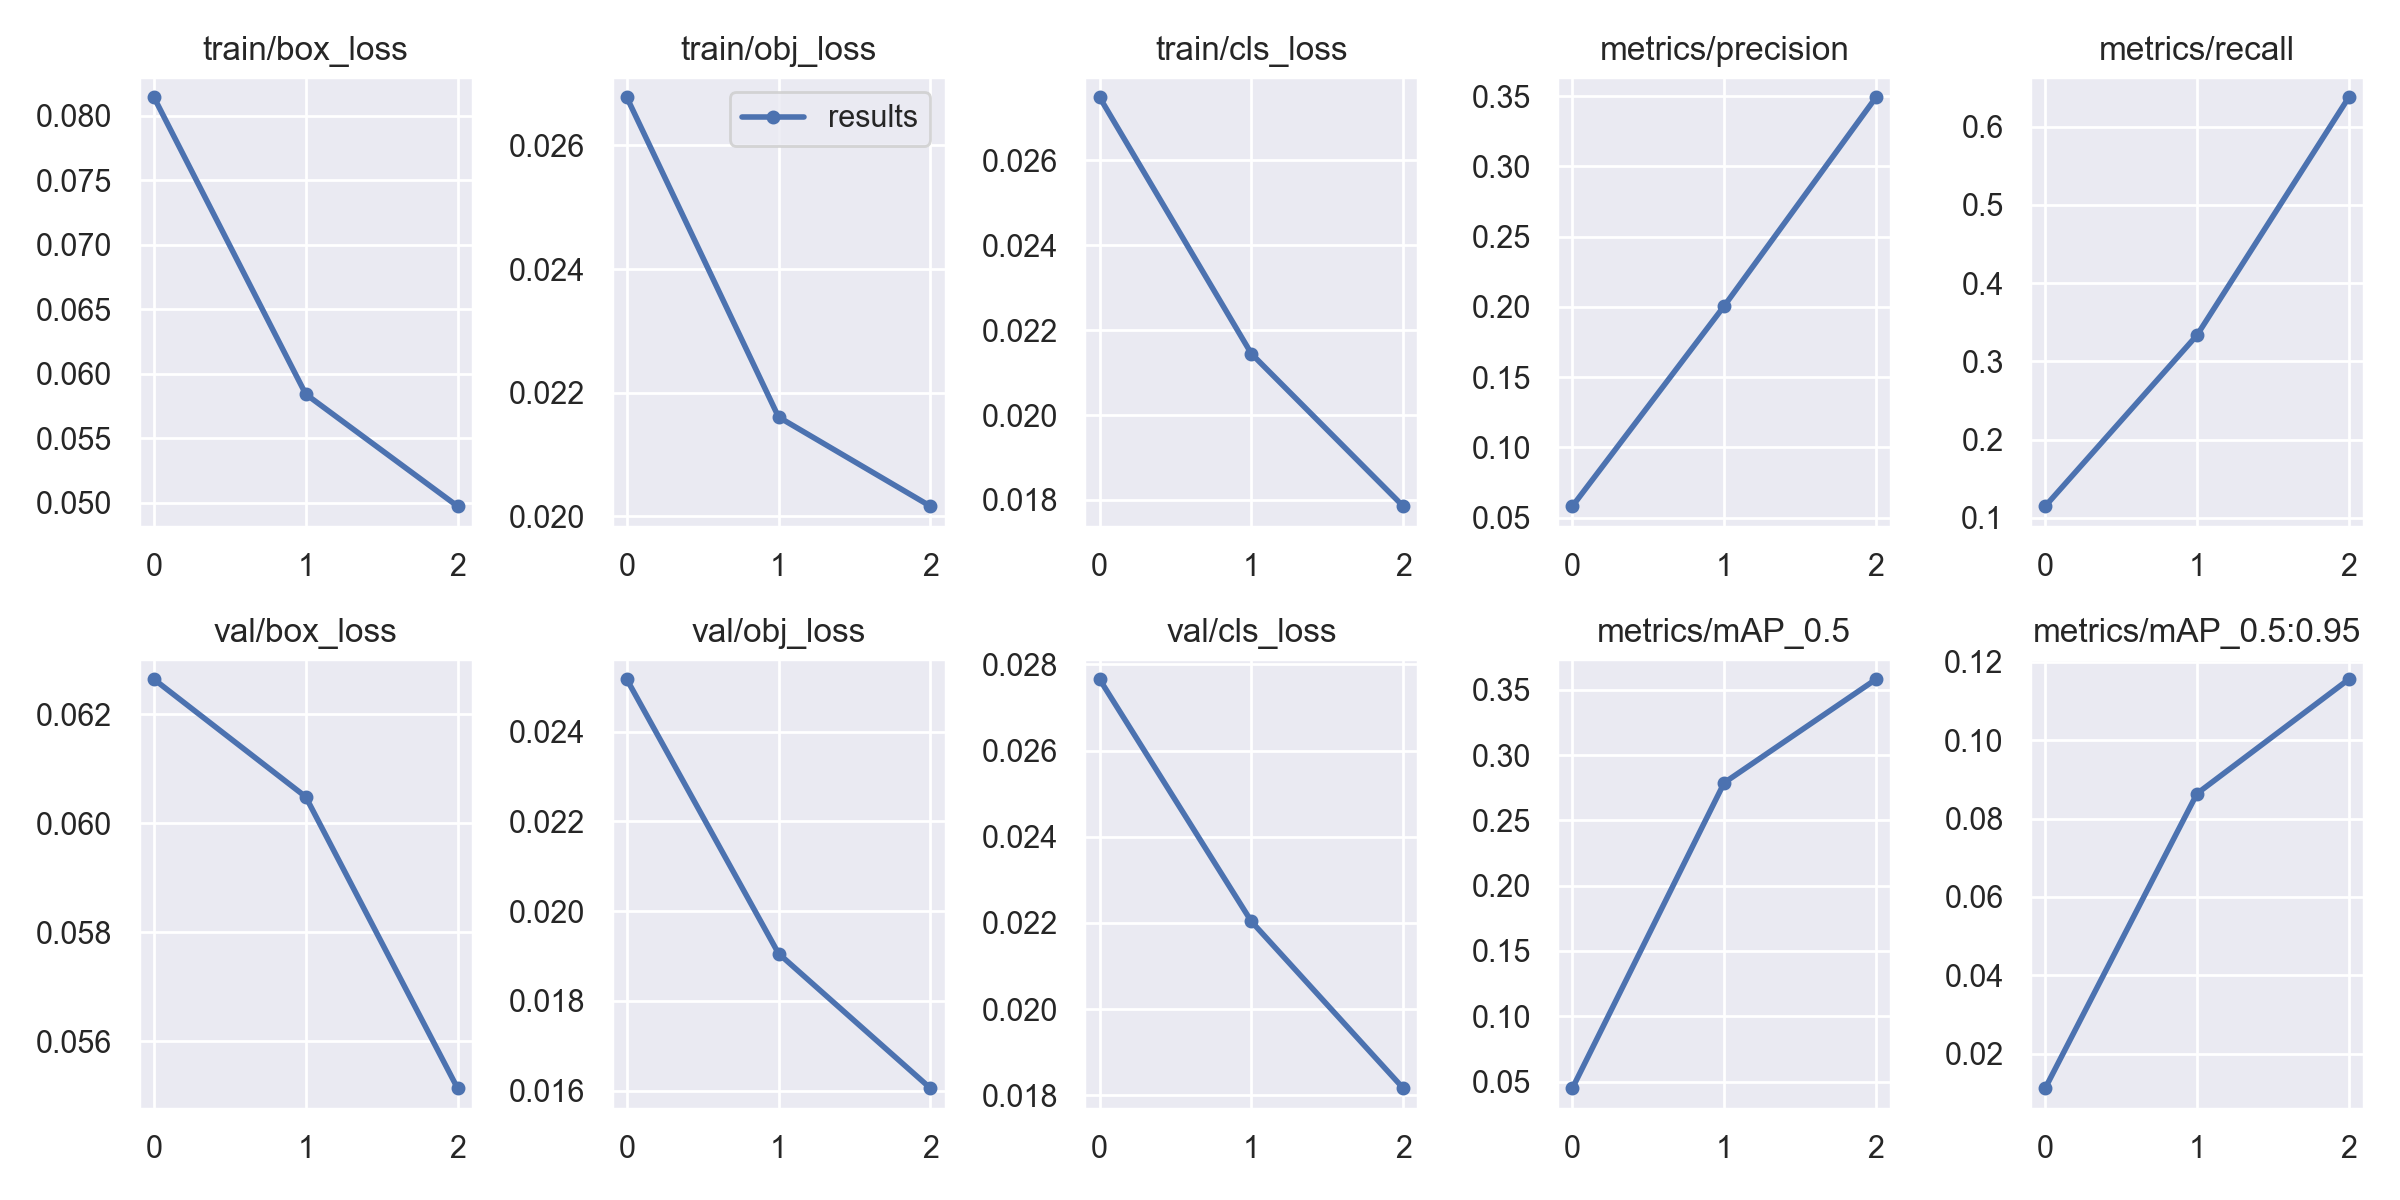 train/box_loss
0.080
0.075
0.070
0.065
0.060
0.055
0.050
0 1 2
train/obj_loss
results
0.026
0.024
0.022
0.020
0 1 2
train/cls_loss
0.026
0.024
0.022
0.020
0.018
0 1 2
metrics/precision
0.35
0.30
0.25
0.20
0.15
0.10
0.05
0 1 2
metrics/recall
0.6
0.5
0.4
0.3
0.2
0.1
0 1 2
val/box_loss
0.062
0.060
0.058
0.056
0 1 2
val/obj_loss
0.024
0.022
0.020
0.018
0.016
0 1 2
val/cls_loss
0.028
0.026
0.024
0.022
0.020
0.018
0 1 2
metrics/mAP_0.5
0.35
0.30
0.25
0.20
0.15
0.10
0.05
0 1 2
metrics/mAP_0.5:0.95
0.12
0.10
0.08
0.06
0.04
0.02
0 1 2